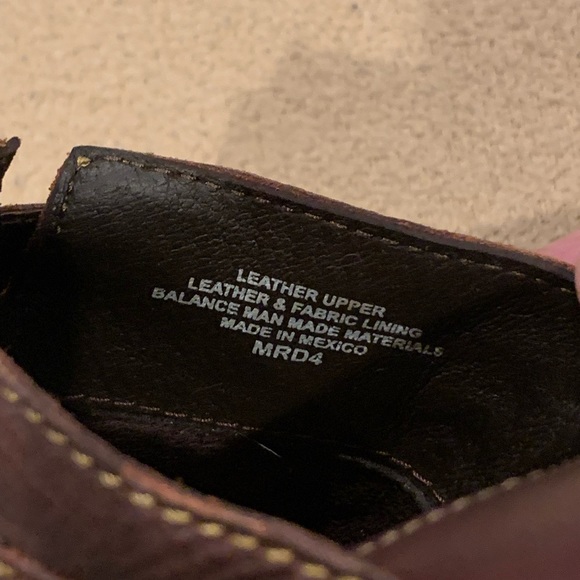 LEATHER UPPER
LEATHER & FABRIC LINING
BALANCE MAN MADE MATERIALS
MADE IN MEXICO
MRD4